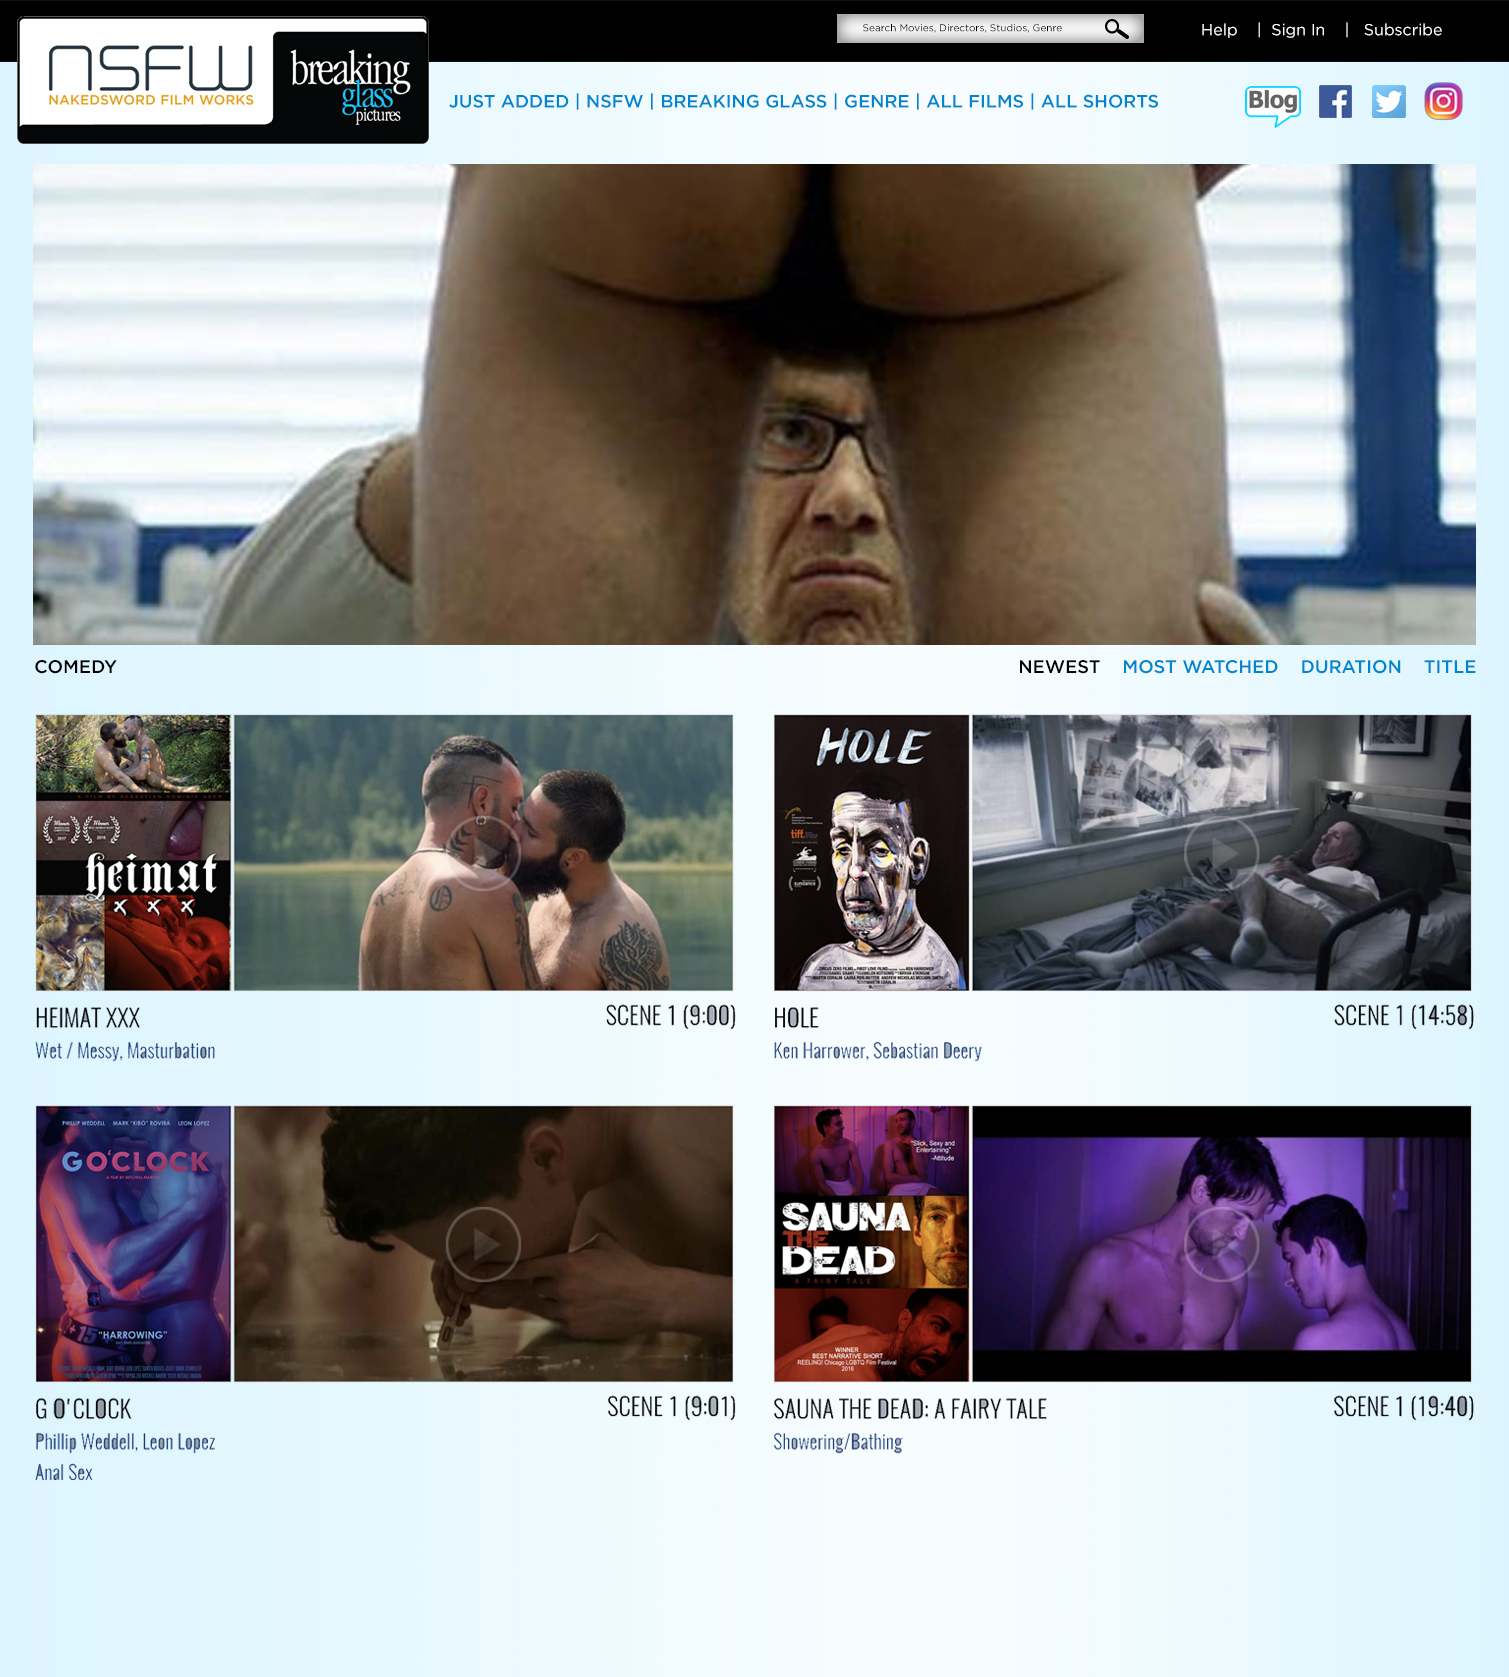 Search Movies, Directors, Studios, Genre
Help | Sign In | Subscribe
NSFW
NAKEDSWORD FILM WORKS
breaking
glass
pictures
JUST ADDED | NSFW | BREAKING GLASS | GENRE | ALL FILMS | ALL SHORTS
Blog
COMEDY
NEWEST MOST WATCHED DURATION TITLE
heimat
xxx
HEIMAT XXX
SCENE 1 (9:00)
Wet / Messy, Masturbation
HOLE
tiff.
sundance
HOLE
SCENE 1 (14:58)
Ken Harrower, Sebastian Deery
PHILLIP WEDDELL MARK "KIBO" ROVIRA LEON LOPEZ
G O'CLOCK
+15
"HARROWING"
G O'CLOCK
SCENE 1 (9:01)
Phillip Weddell, Leon Lopez
Anal Sex
"Slick, Sexy and
Entertaining"
-Attitude
SAUNA
THE
DEAD
A FAIRY TALE
WINNER
BEST NARRATIVE SHORT
REELING! Chicago LGBTQ Film Festival
2016
SAUNA THE DEAD: A FAIRY TALE
SCENE 1 (19:40)
Showering/Bathing